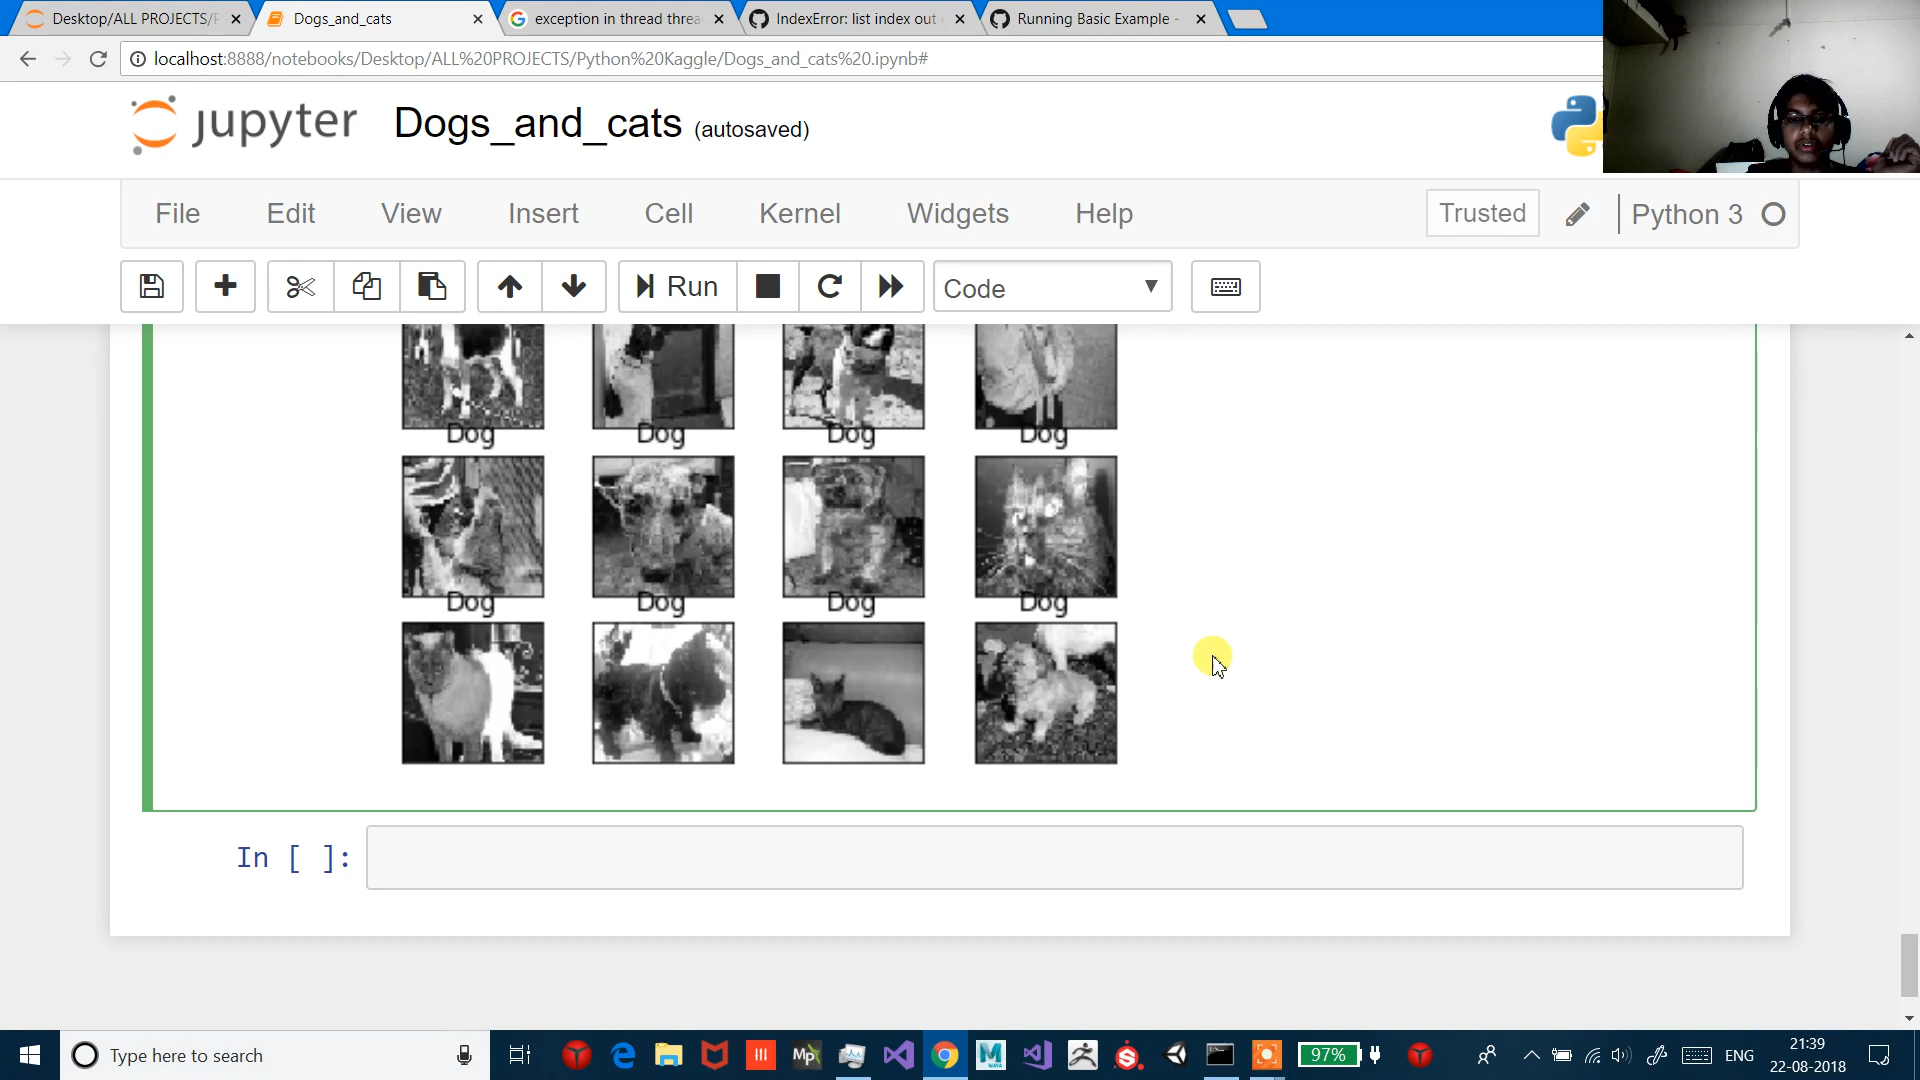 Desktop/ALL PROJECTS/P
Dogs_and_cats
exception in thread threa
IndexError: list index out
Running Basic Example -
localhost:8888/notebooks/Desktop/ALL%20PROJECTS/Python%20Kaggle/Dogs_and_cats%20.ipynb#
jupyter
Dogs_and_cats (autosaved)
File Edit View Insert Cell Kernel Widgets Help
Trusted
Python 3
Run
Code
Dog Dog Dog Dog
Dog Dog Dog Dog
In [ ]:
Type here to search
Mp
MAYA
97%
ENG
21:39
22-08-2018